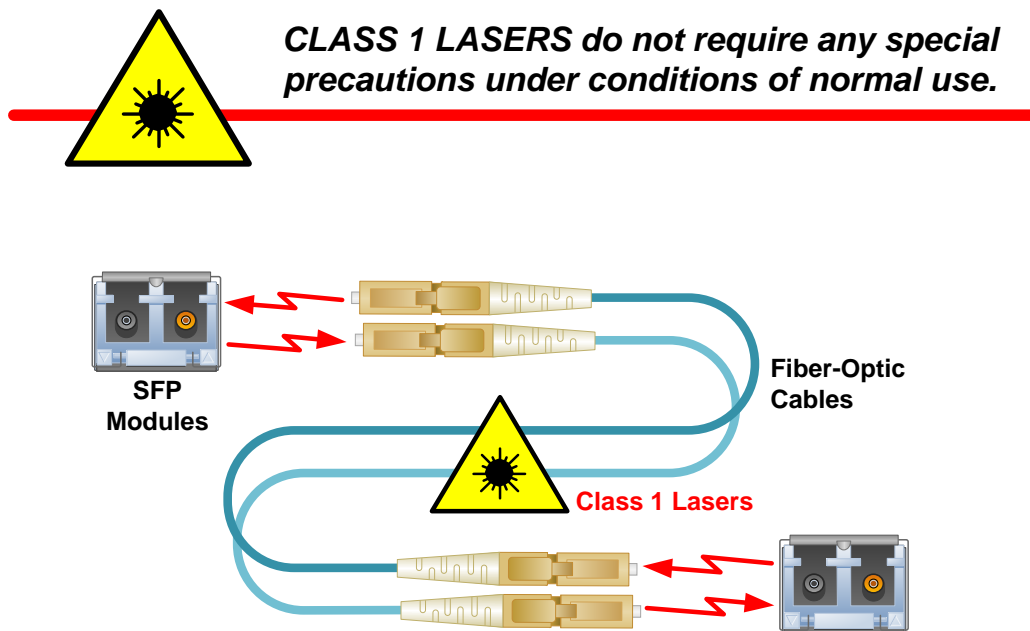 CLASS 1 LASERS do not require any special
precautions under conditions of normal use.
SFP
Modules
Fiber-Optic
Cables
Class 1 Lasers